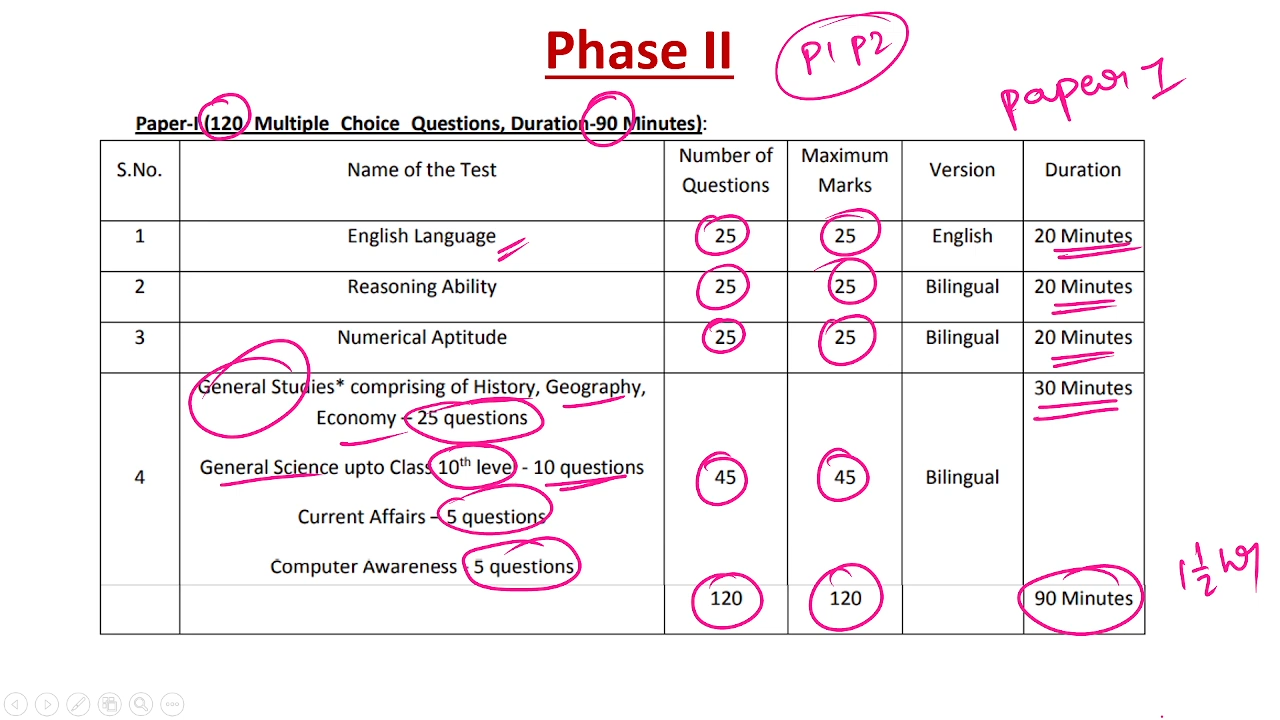 Phase II
P1 P2
Paper I
Paper-I (120 Multiple Choice Questions, Duration-90 Minutes):
S.No. Name of the Test Number of Questions Maximum Marks Version Duration
1 English Language 25 25 English 20 Minutes
2 Reasoning Ability 25 25 Bilingual 20 Minutes
3 Numerical Aptitude 25 25 Bilingual 20 Minutes
General Studies* comprising of History, Geography, 30 Minutes
Economy – 25 questions
General Science upto Class 10th level - 10 questions
4 45 45 Bilingual
Current Affairs – 5 questions
Computer Awareness - 5 questions
1 1/2 hr
120 120 90 Minutes